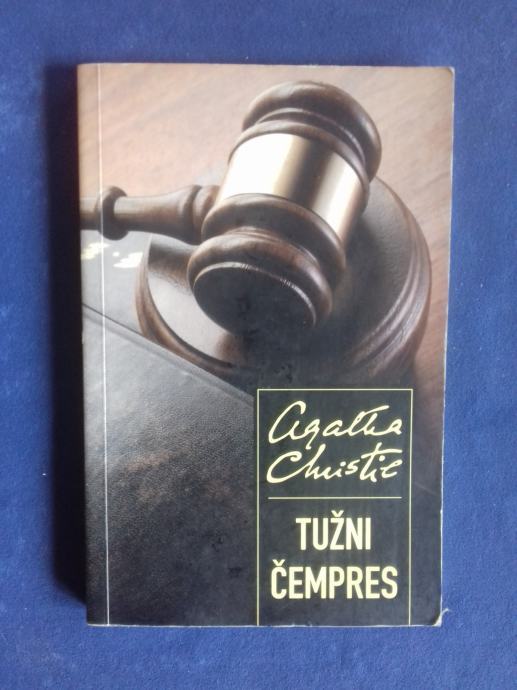 Agatha
Christie
TUŽNI
ČEMPRES